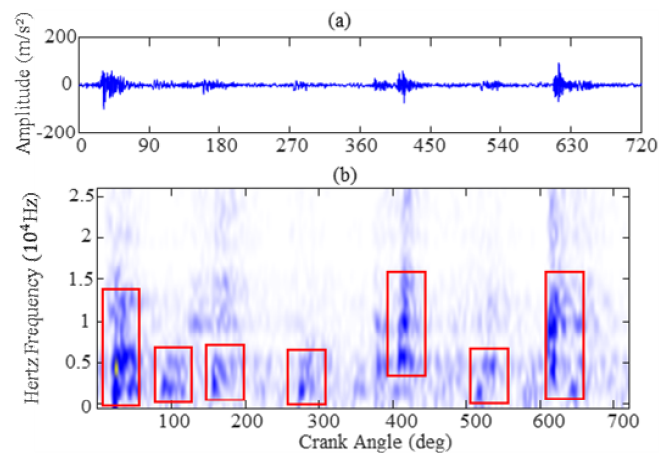 (a)
Amplitude (m/s²)
200
0
-200
0 90 180 270 360 450 540 630 720
(b)
Hertz Frequency (10⁴Hz)
2.5
2
1.5
1
0.5
0
100 200 300 400 500 600 700
Crank Angle (deg)